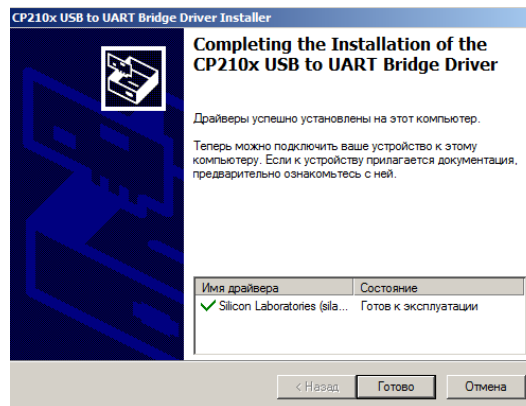 CP210x USB to UART Bridge Driver Installer
Completing the Installation of the
CP210x USB to UART Bridge Driver
Драйверы успешно установлены на этот компьютер.
Теперь можно подключить ваше устройство к этому
компьютеру. Если к устройству прилагается документация,
предварительно ознакомьтесь с ней.
Имя драйвера Состояние
Silicon Laboratories (sila... Готов к эксплуатации
< Назад Готово Отмена